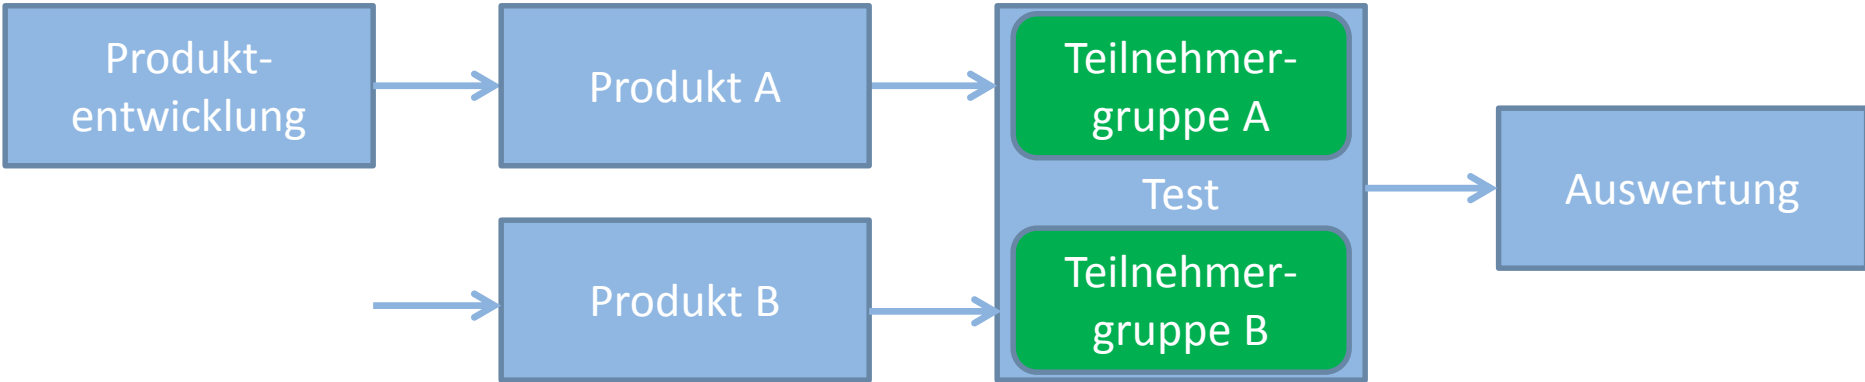 Produkt-
entwicklung
Produkt A
Teilnehmer-
gruppe A
Test
Produkt B
Teilnehmer-
gruppe B
Auswertung